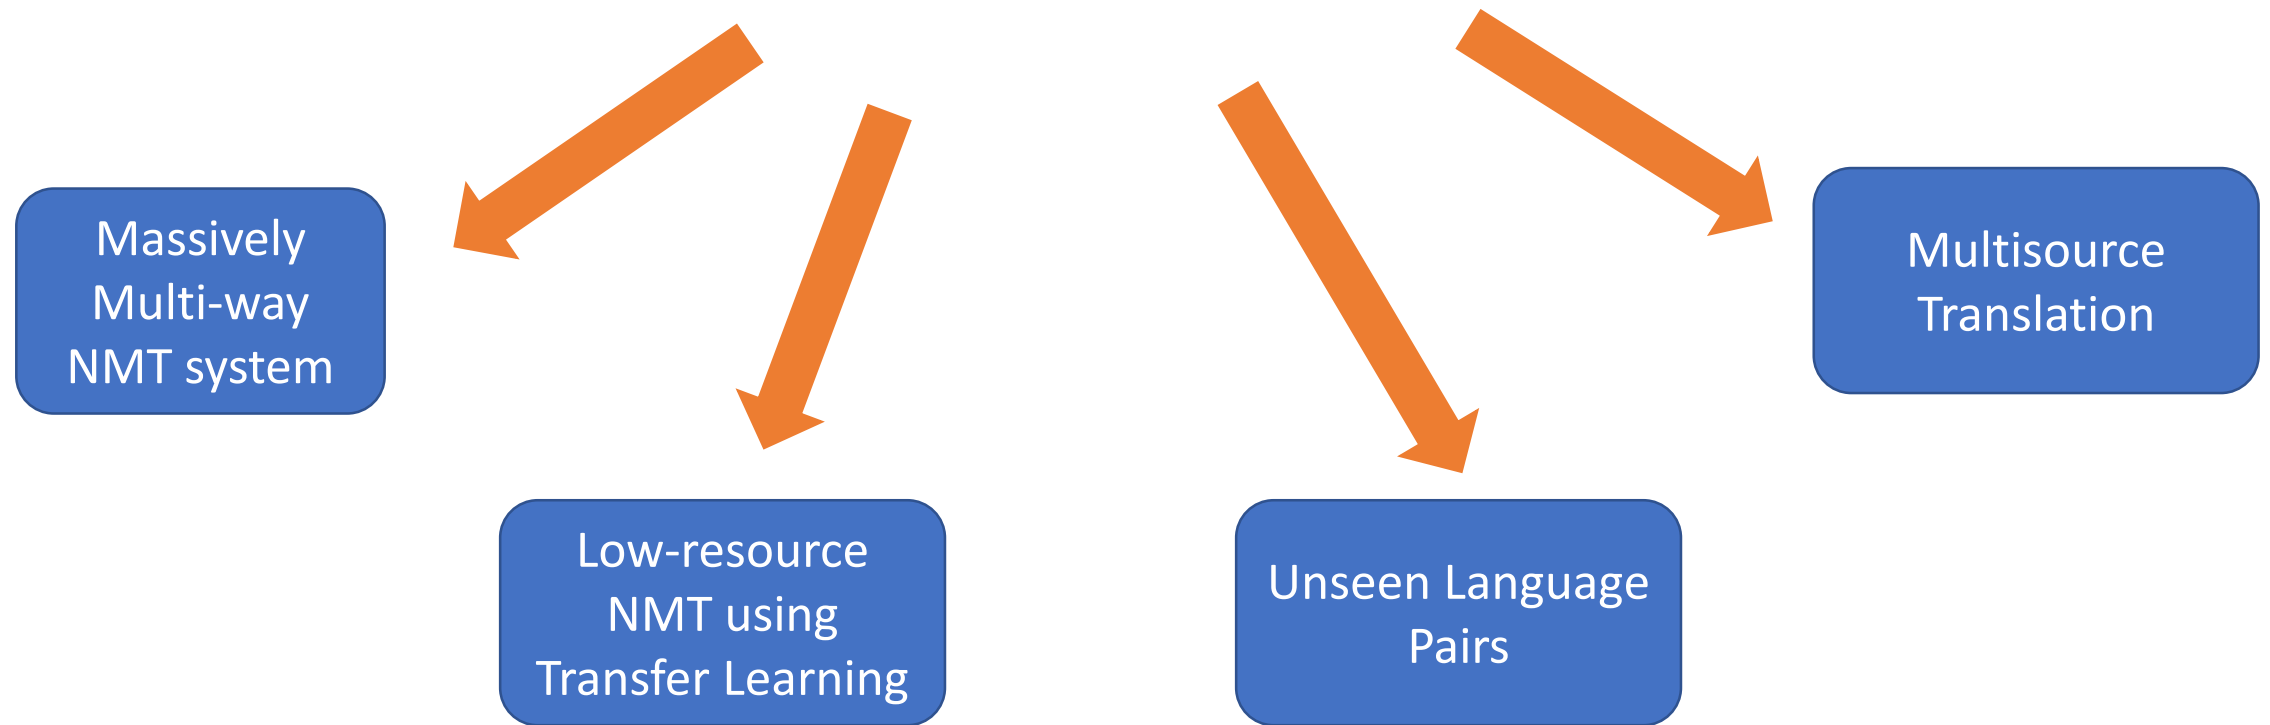 Massively
Multi-way
NMT system
Low-resource
NMT using
Transfer Learning
Unseen Language
Pairs
Multisource
Translation